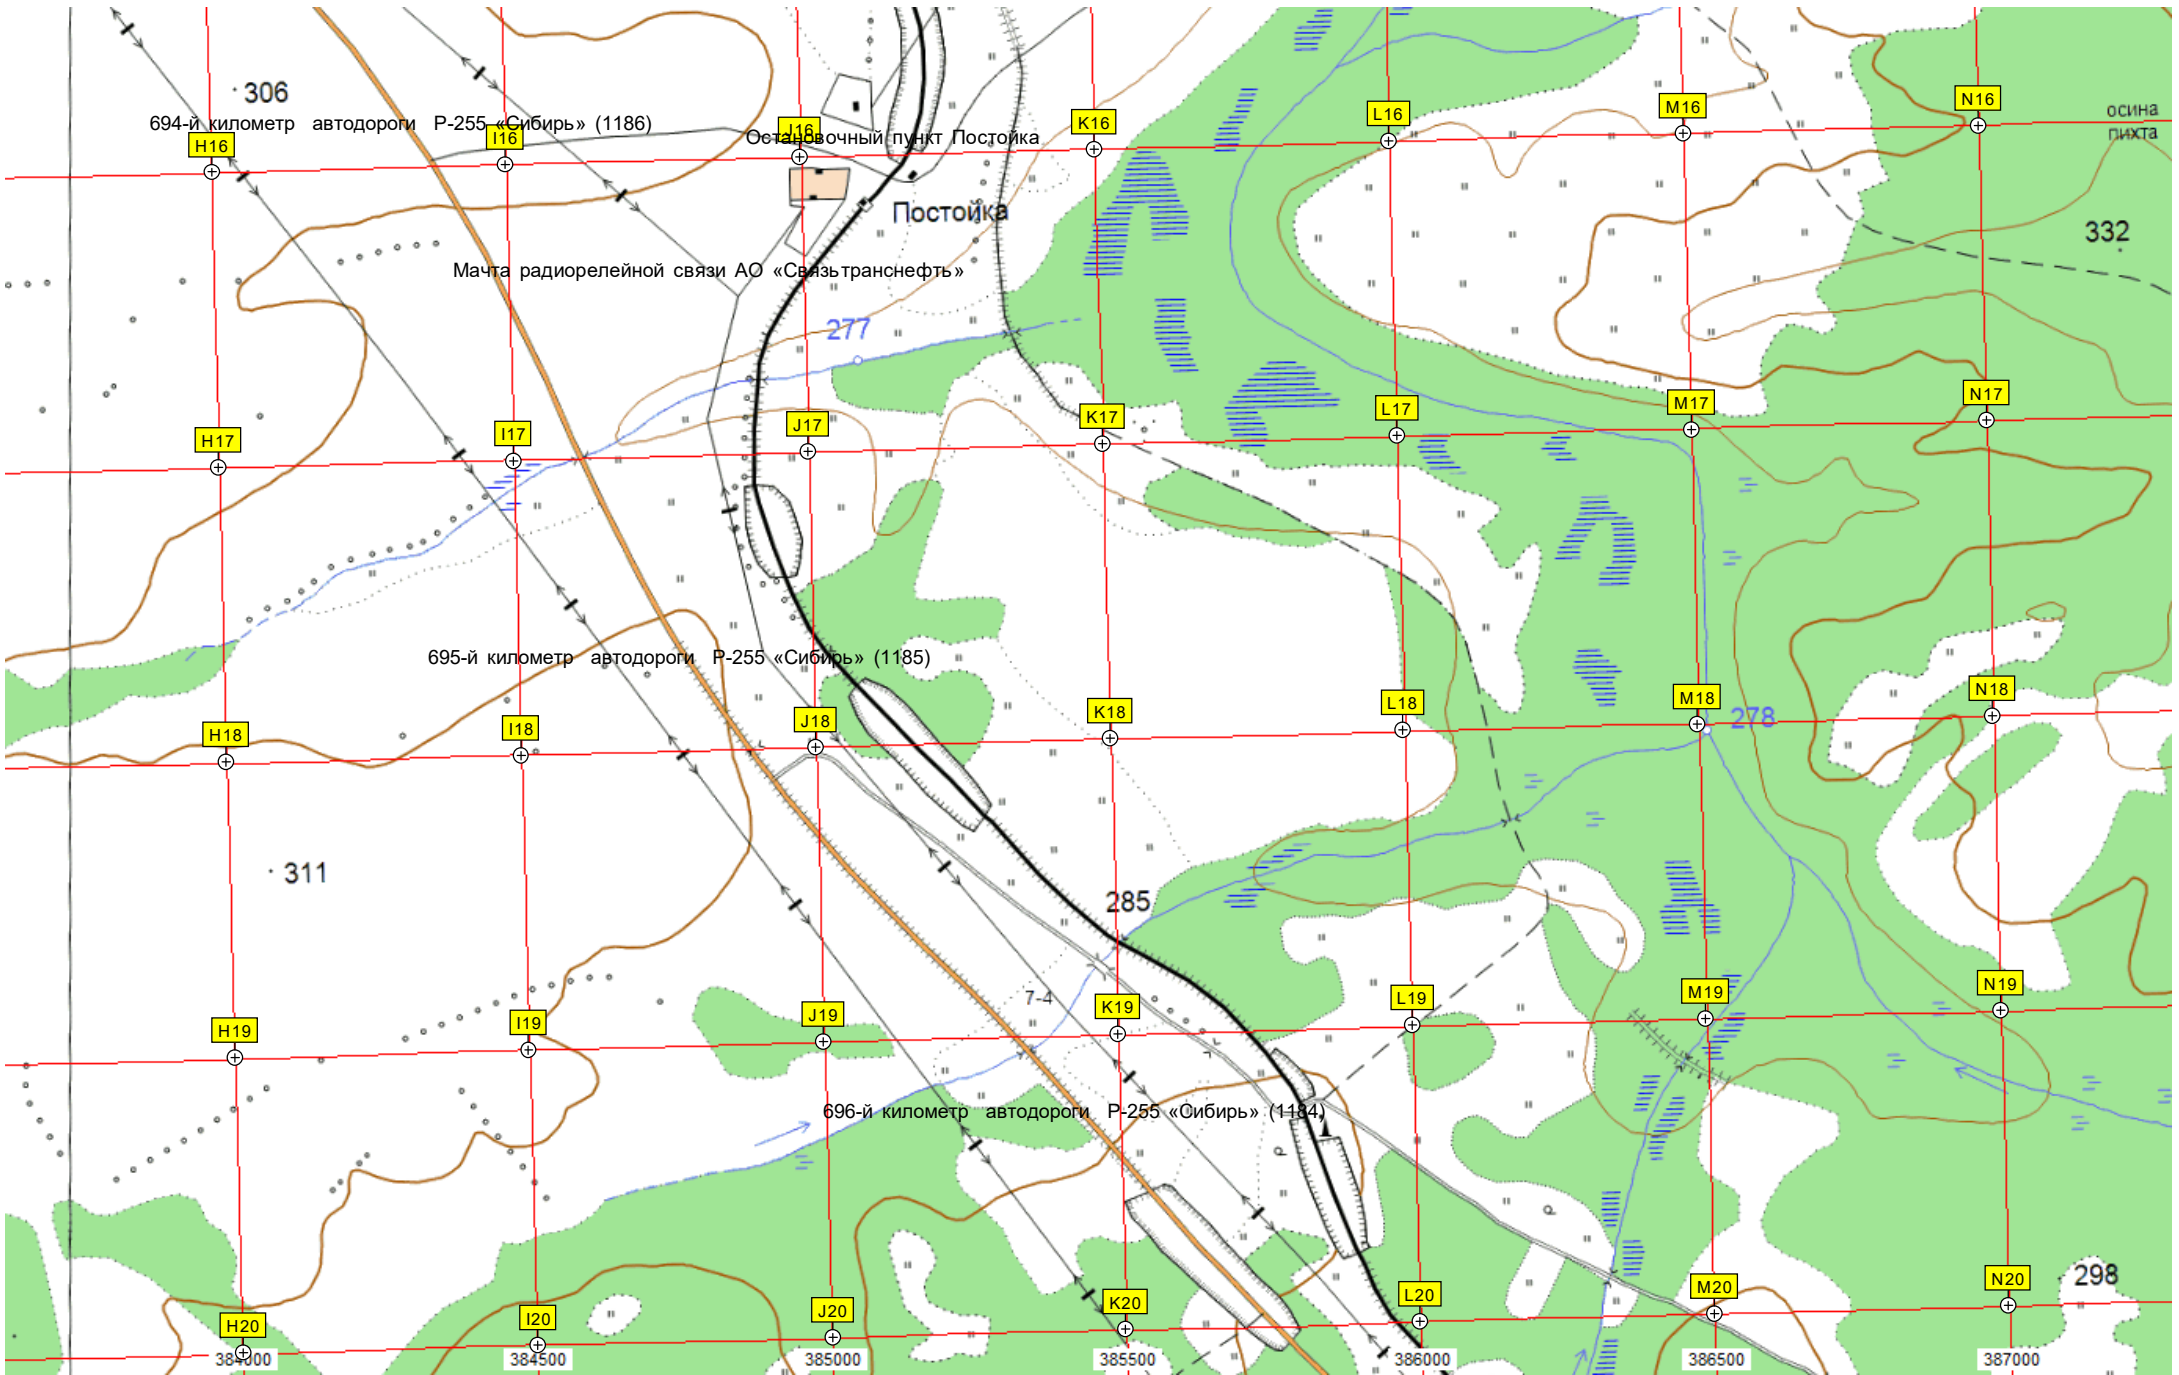 306
осина
пихта
694-й километр автодороги Р-255 «Сибирь» (1186)
Остановочный пункт Постойка
H16
I16
J16
K16
L16
M16
N16
Постойка
332
Мачта радиорелейной связи АО «Связьтранснефть»
277
H17
I17
J17
K17
L17
M17
N17
695-й километр автодороги Р-255 «Сибирь» (1185)
H18
I18
J18
K18
L18
M18
278
N18
311
285
7-4
H19
I19
J19
K19
L19
M19
N19
696-й километр автодороги Р-255 «Сибирь» (1184)
298
H20
I20
J20
K20
L20
M20
N20
384000
384500
385000
385500
386000
386500
387000